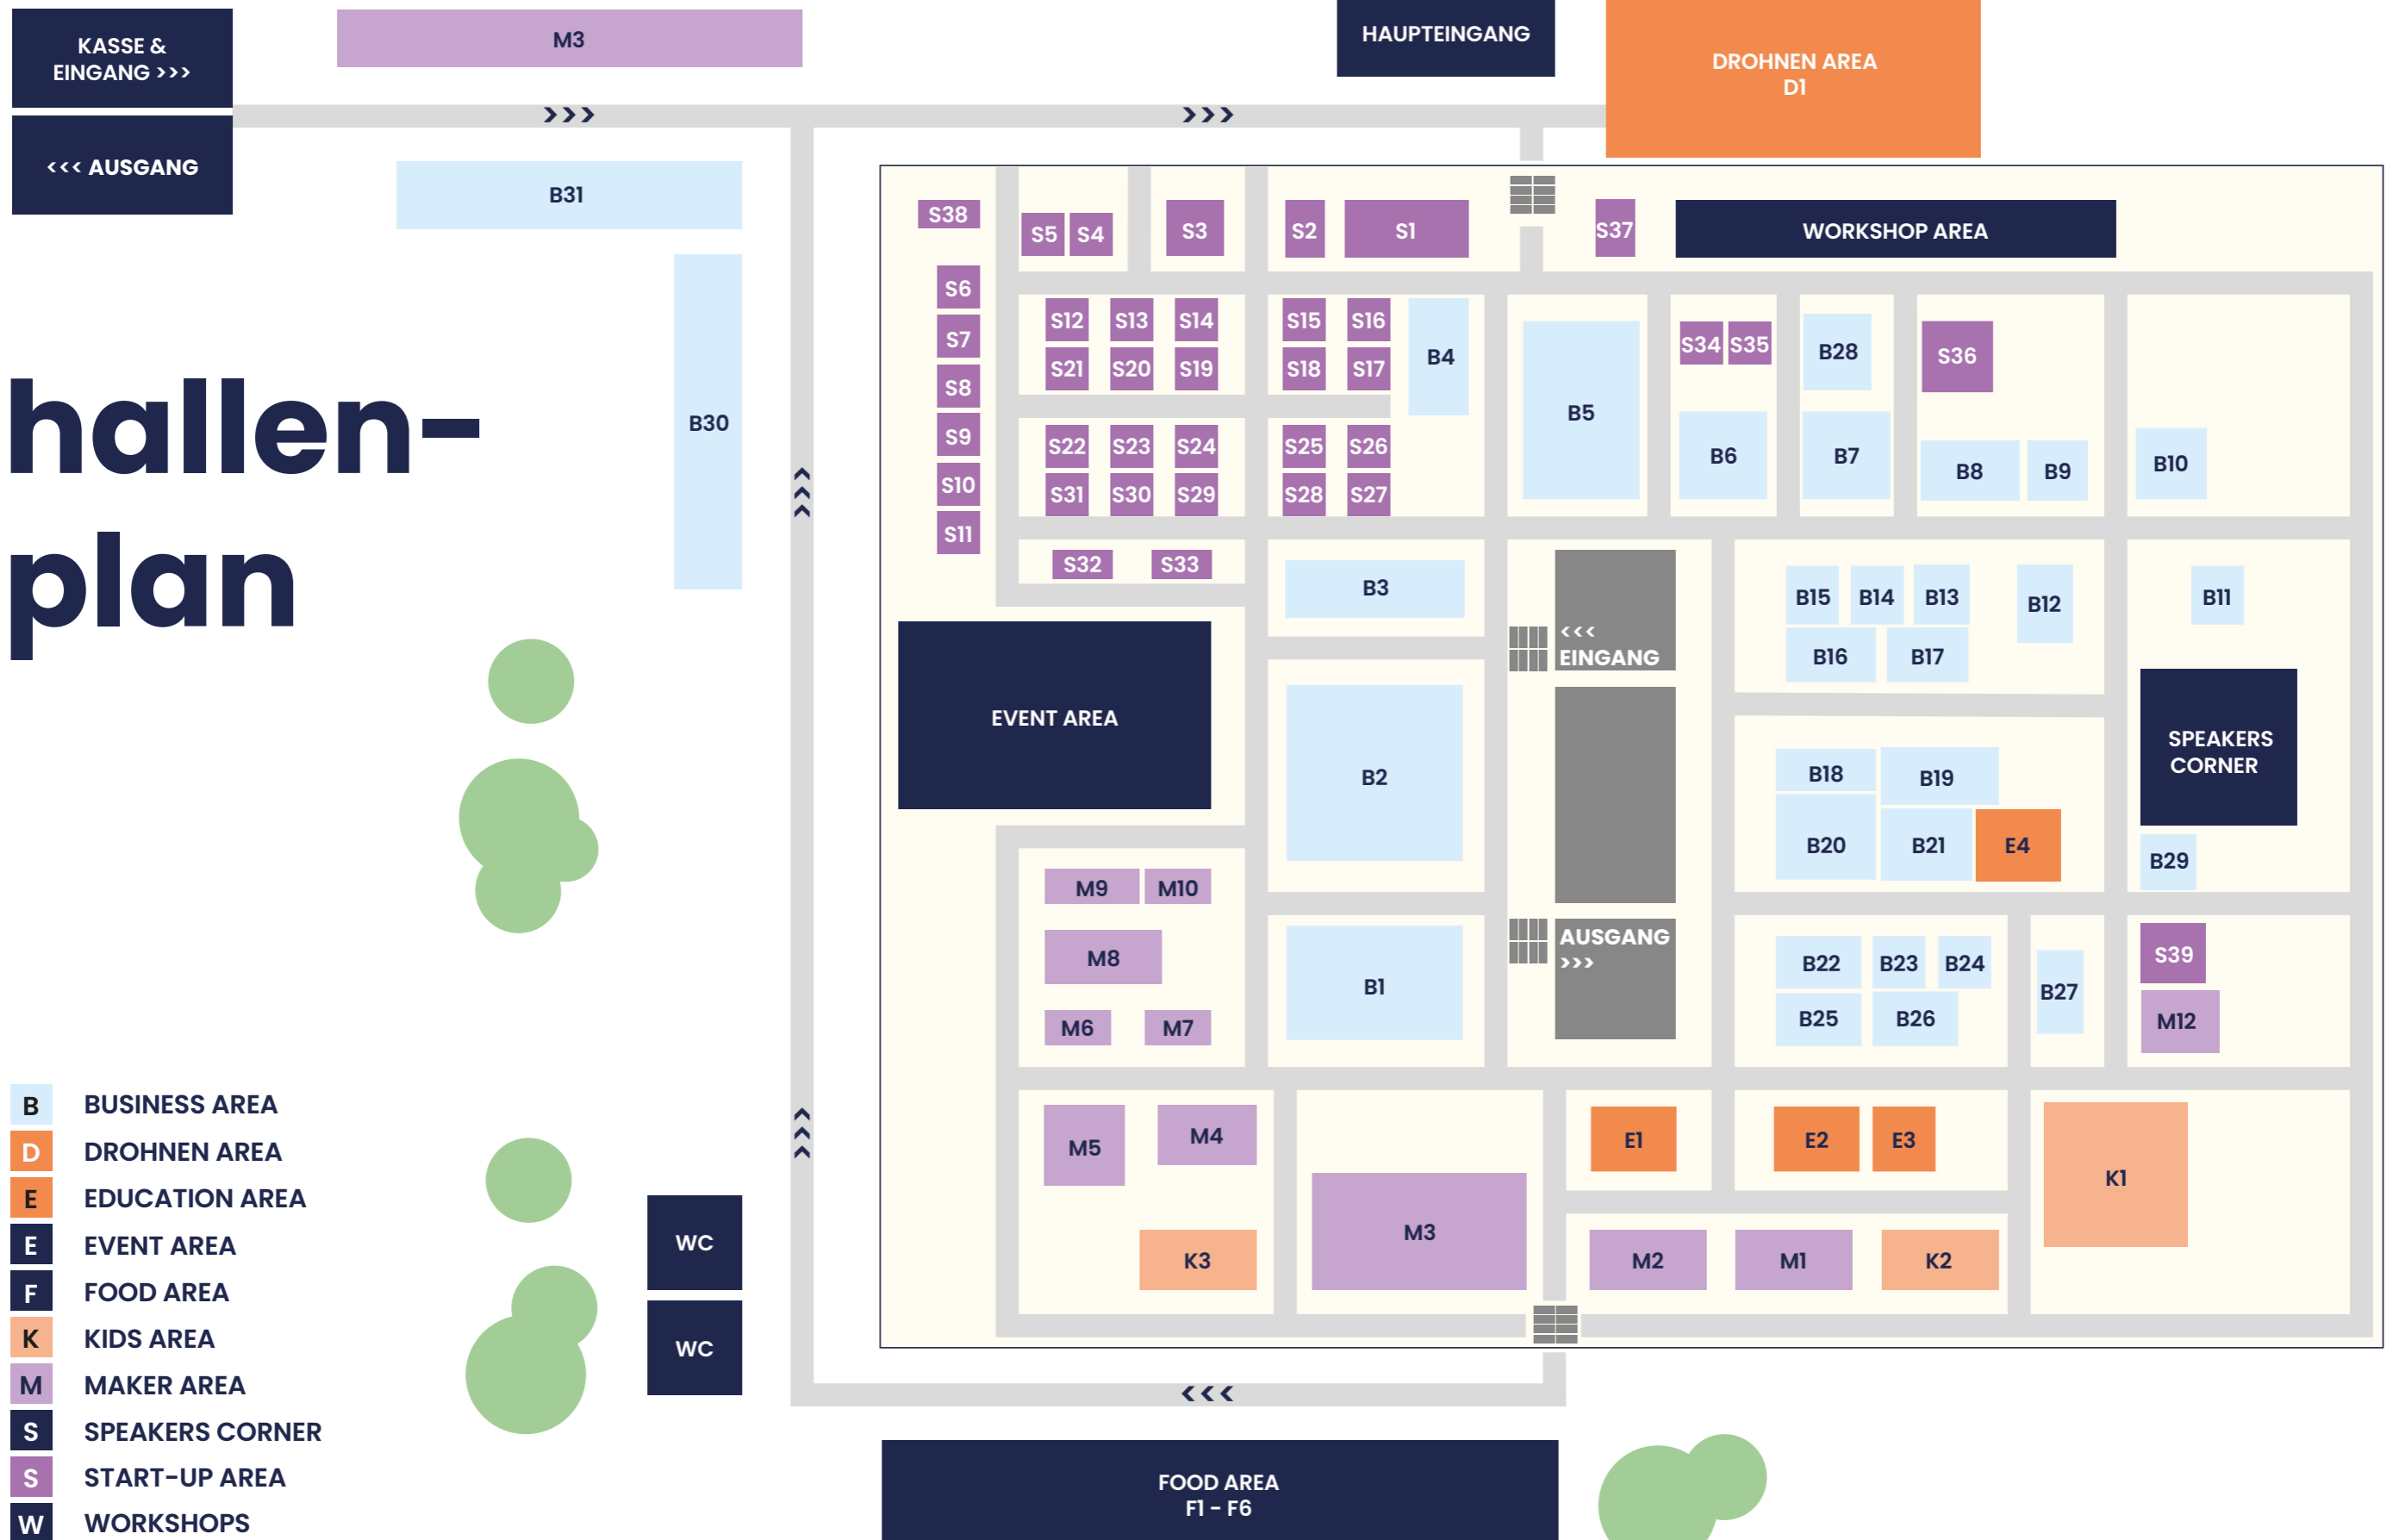 KASSE &
EINGANG >>>
<<< AUSGANG
M3
>>>
>>>
HAUPTEINGANG
DROHNEN AREA
D1
B31
B30
hallen-
plan
S38
S5 S4
S3
S2
S1
S37
WORKSHOP AREA
S6
S7
S8
S9
S10
S11
S12 S13 S14
S21 S20 S19
S15 S16
S18 S17
B4
S22 S23 S24
S31 S30 S29
S25 S26
S28 S27
S32 S33
B5
S34 S35
B28
S36
B6
B7
B8 B9
B10
B3
<<<
EINGANG
B15 B14 B13
B12
B16 B17
B11
EVENT AREA
B2
SPEAKERS
CORNER
B18 B19
B20 B21 E4
B29
M9 M10
M8
M6 M7
B1
AUSGANG
>>>
B22 B23 B24
B25 B26
B27
S39
M12
M5
M4
K3
M3
E1
E2 E3
K1
M2
M1
K2
WC
WC
<<<
FOOD AREA
F1 – F6
B BUSINESS AREA
D DROHNEN AREA
E EDUCATION AREA
E EVENT AREA
F FOOD AREA
K KIDS AREA
M MAKER AREA
S SPEAKERS CORNER
S START-UP AREA
W WORKSHOPS